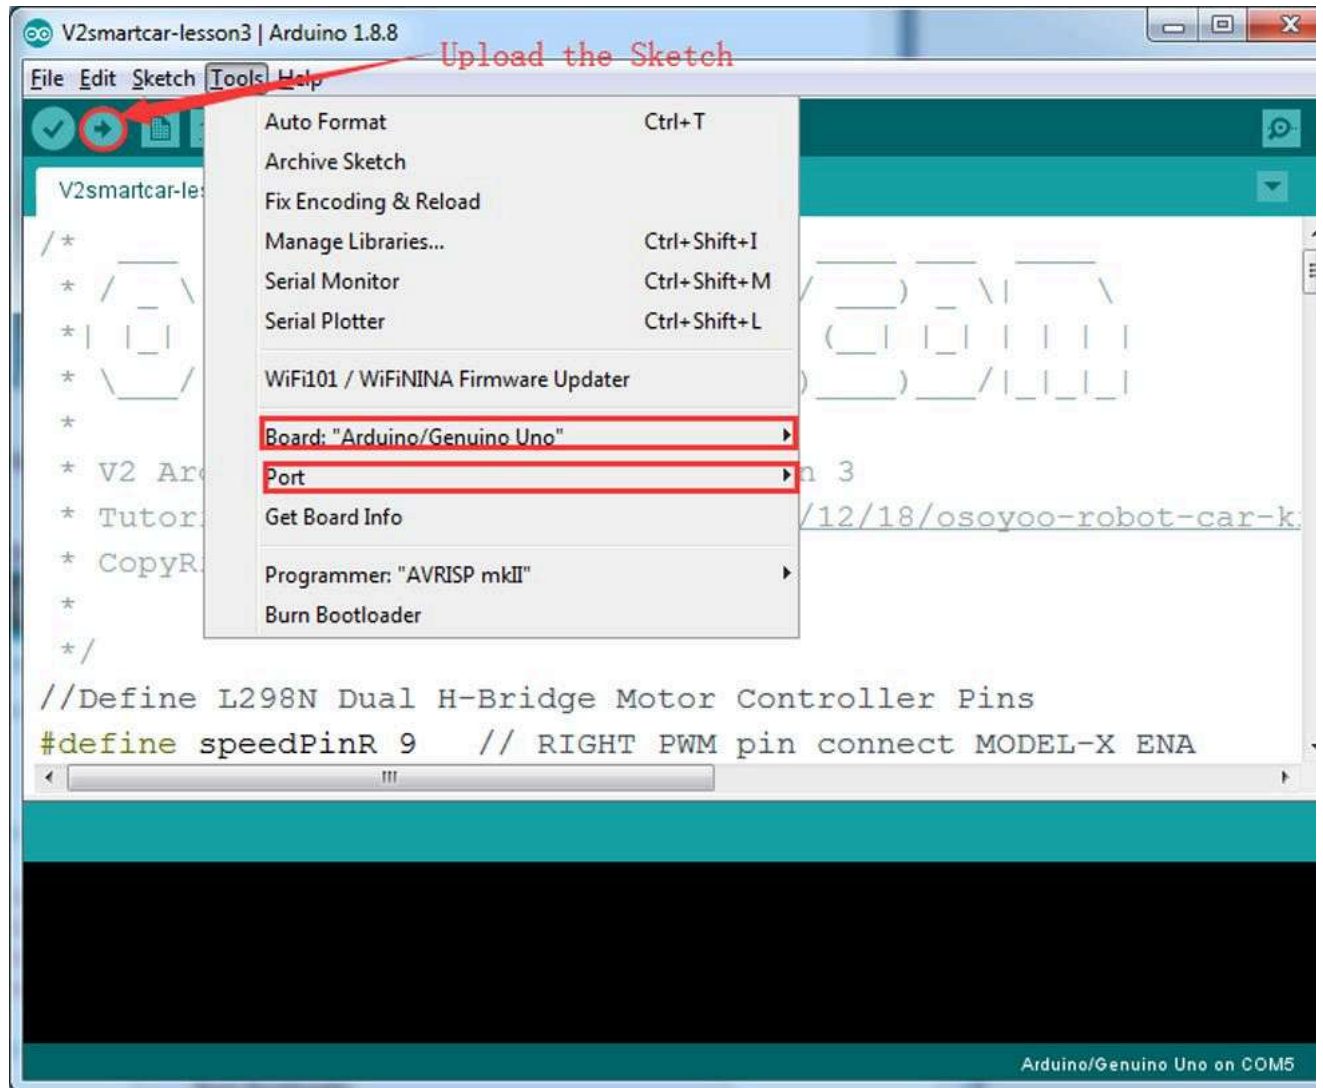 V2smartcar-lesson3 | Arduino 1.8.8
Upload the Sketch
File Edit Sketch Tools Help
Auto Format Ctrl+T
Archive Sketch
V2smartcar-les
Fix Encoding & Reload
/*
Manage Libraries... Ctrl+Shift+I
Serial Monitor Ctrl+Shift+M
Serial Plotter Ctrl+Shift+L
WiFi101 / WiFiNINA Firmware Updater
Board: "Arduino/Genuino Uno"
* V2 Ar
Port
n 3
* Tutor
Get Board Info
/12/18/osoyoo-robot-car-k
* CopyR
Programmer: "AVRISP mkII"
*
Burn Bootloader
*/
//Define L298N Dual H-Bridge Motor Controller Pins
#define speedPinR 9 // RIGHT PWM pin connect MODEL-X ENA
Arduino/Genuino Uno on COM5